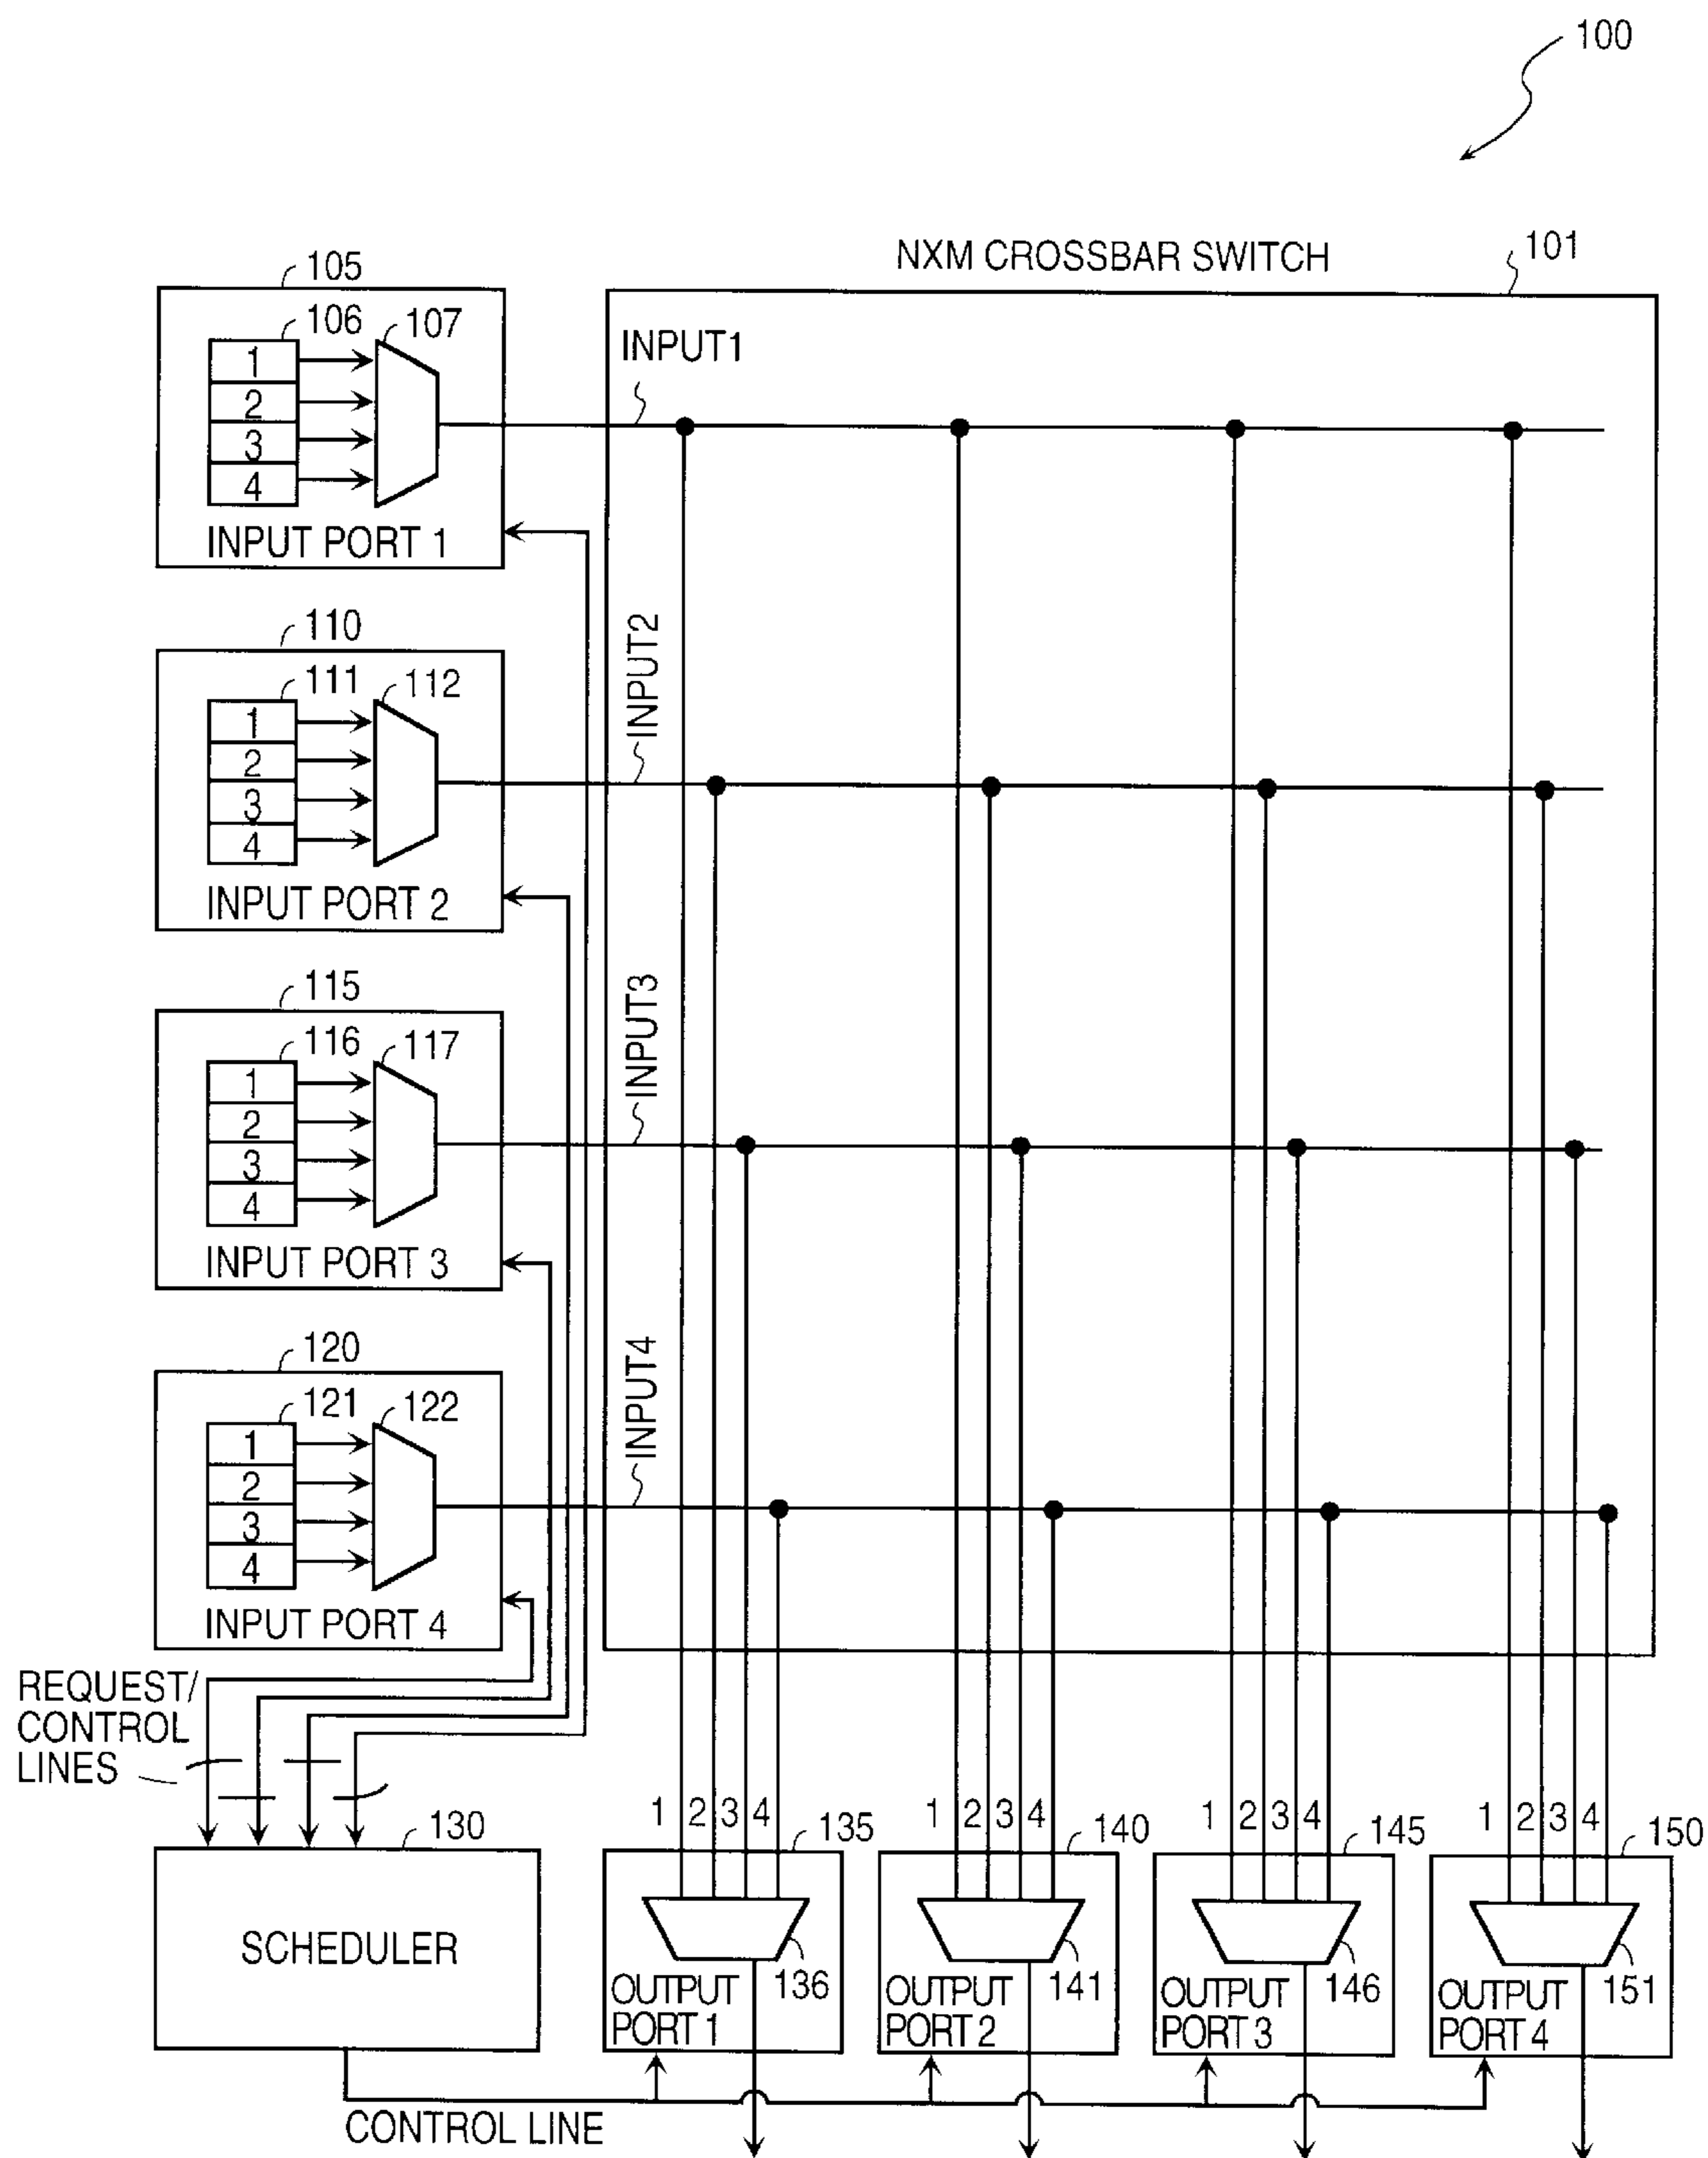 100
NXM CROSSBAR SWITCH
101
105
106
107
1
2
3
4
INPUT PORT 1
INPUT1
110
111
112
1
2
3
4
INPUT PORT 2
INPUT2
115
116
117
1
2
3
4
INPUT PORT 3
INPUT3
120
121
122
1
2
3
4
INPUT PORT 4
INPUT4
REQUEST/
CONTROL
LINES
130
SCHEDULER
1 2 3 4
135
136
OUTPUT
PORT 1
1 2 3 4
140
141
OUTPUT
PORT 2
1 2 3 4
145
146
OUTPUT
PORT 3
1 2 3 4
150
151
OUTPUT
PORT 4
CONTROL LINE